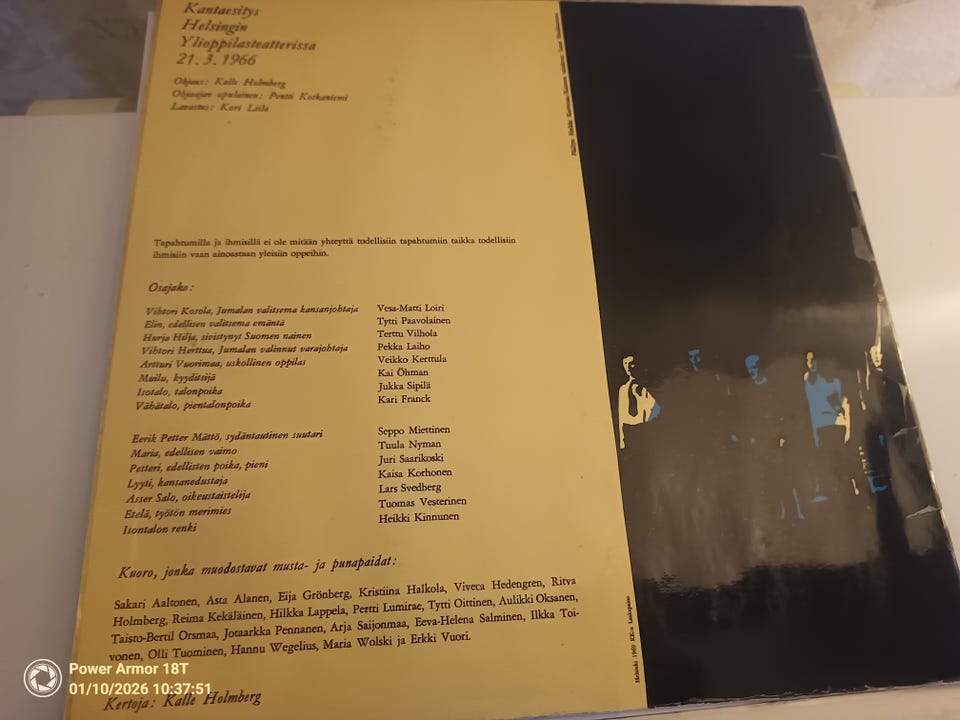 Kantaesitys
Helsingin
Ylioppilasteatterissa
21. 3. 1966
Ohjaus: Kalle Holmberg
Ohjaajan apulainen: Pentti Kotkaniemi
Lavastus: Kari Liila
Tapahtumilla ja ihmisillä ei ole mitään yhteyttä todellisiin tapahtumiin taikka todellisiin
ihmisiin vaan ainoastaan yleisiin oppeihin.
Osajako:
Vihtori Kosola, Jumalan valitsema kansanjohtaja Vesa-Matti Loiri
Elin, edellisen valitsema emäntä Tytti Paavolainen
Hurja Hilja, sivistynyt Suomen nainen Terttu Vilhola
Vihtori Herttua, Jumalan valinnut varajohtaja Pekka Laiho
Artturi Vuorimaa, uskollinen oppilas Veikko Kerttula
Muilu, kyyditsijä Kai Öhman
Isotalo, talonpoika Jukka Sipilä
Vähätalo, pientalonpoika Kari Franck
Eerik Petter Mättö, sydäntautinen suutari Seppo Miettinen
Maria, edellisen vaimo Tuula Nyman
Petteri, edellisten poika, pieni Juri Saarikoski
Lyyti, kansanedustaja Kaisa Korhonen
Asser Salo, oikeustaistelija Lars Svedberg
Etelä, työtön merimies Tuomas Vesterinen
Isontalon renki Heikki Kinnunen
Kuoro, jonka muodostavat musta- ja punapaidat:
Sakari Aaltonen, Asta Alanen, Eija Grönberg, Kristiina Halkola, Viveca Hedengren, Ritva
Holmberg, Reima Kekäläinen, Hilkka Lappela, Pertti Lumirae, Tytti Oittinen, Aulikki Oksanen,
Taisto-Bertil Orsmaa, Jotaarkka Pennanen, Arja Saijonmaa, Eeva-Helena Salminen, Ilkka Toi-
vonen, Olli Tuominen, Hannu Wegelius, Maria Wolski ja Erkki Vuori.
Kertoja: Kalle Holmberg
Helsinki 1969 KK:n Laakapaino
Power Armor 18T
01/10/2026 10:37:51